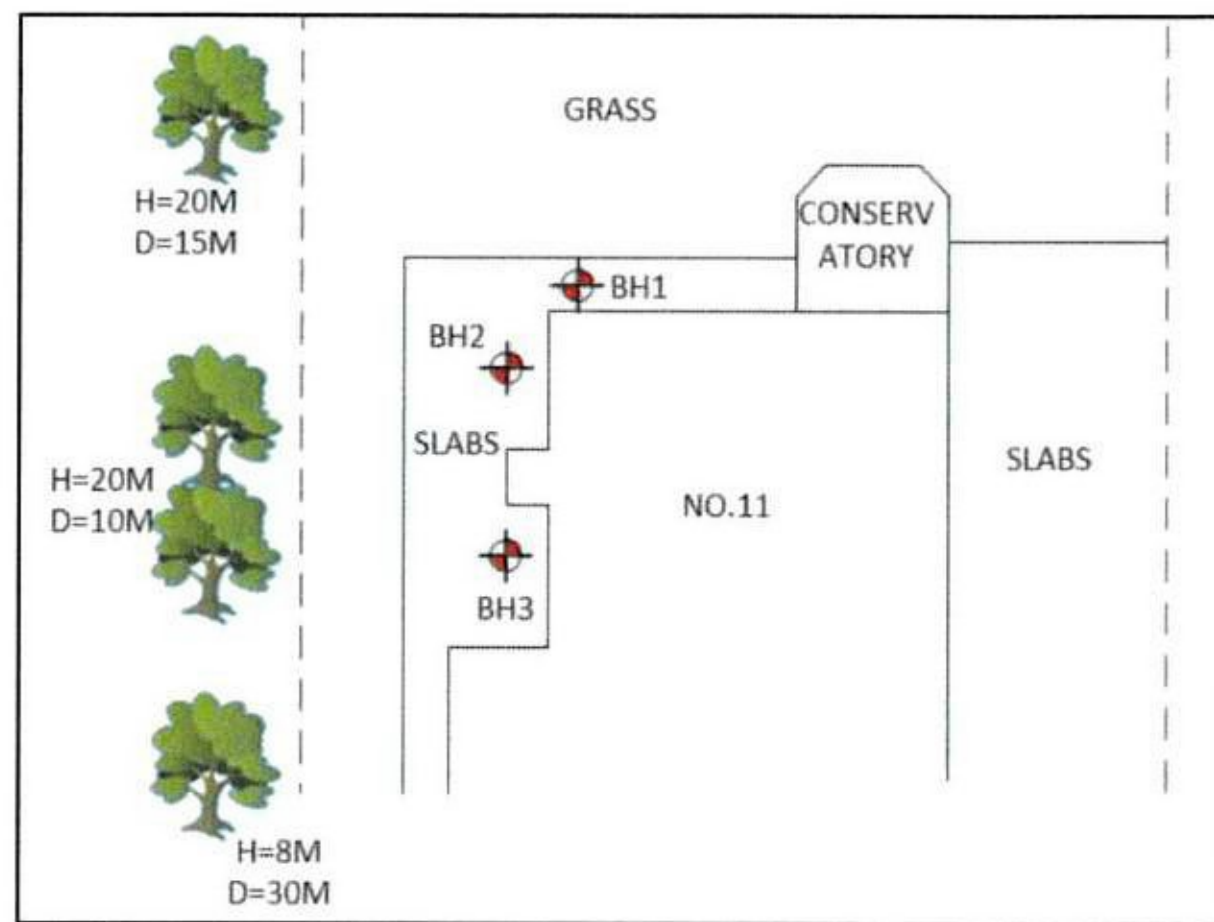 GRASS
H=20M
D=15M
CONSERV
ATORY
BH1
BH2
SLABS
SLABS
H=20M
D=10M
NO.11
BH3
H=8M
D=30M